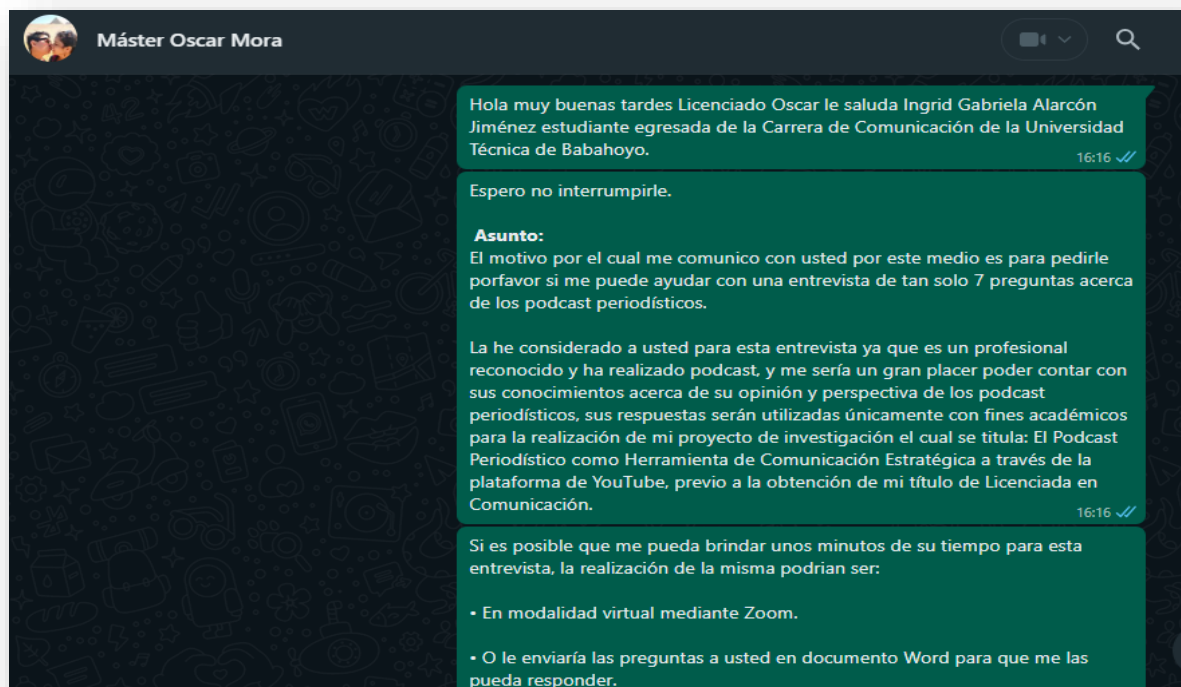 Máster Oscar Mora
Hola muy buenas tardes Licenciado Oscar le saluda Ingrid Gabriela Alarcón
Jiménez estudiante egresada de la Carrera de Comunicación de la Universidad
Técnica de Babahoyo.
16:16
Espero no interrumpirle.
Asunto:
El motivo por el cual me comunico con usted por este medio es para pedirle
porfavor si me puede ayudar con una entrevista de tan solo 7 preguntas acerca
de los podcast periodísticos.
La he considerado a usted para esta entrevista ya que es un profesional
reconocido y ha realizado podcast, y me sería un gran placer poder contar con
sus conocimientos acerca de su opinión y perspectiva de los podcast
periodísticos, sus respuestas serán utilizadas únicamente con fines académicos
para la realización de mi proyecto de investigación el cual se titula: El Podcast
Periodístico como Herramienta de Comunicación Estratégica a través de la
plataforma de YouTube, previo a la obtención de mi título de Licenciada en
Comunicación.
16:16
Si es posible que me pueda brindar unos minutos de su tiempo para esta
entrevista, la realización de la misma podrian ser:
• En modalidad virtual mediante Zoom.
• O le enviaría las preguntas a usted en documento Word para que me las
pueda responder.